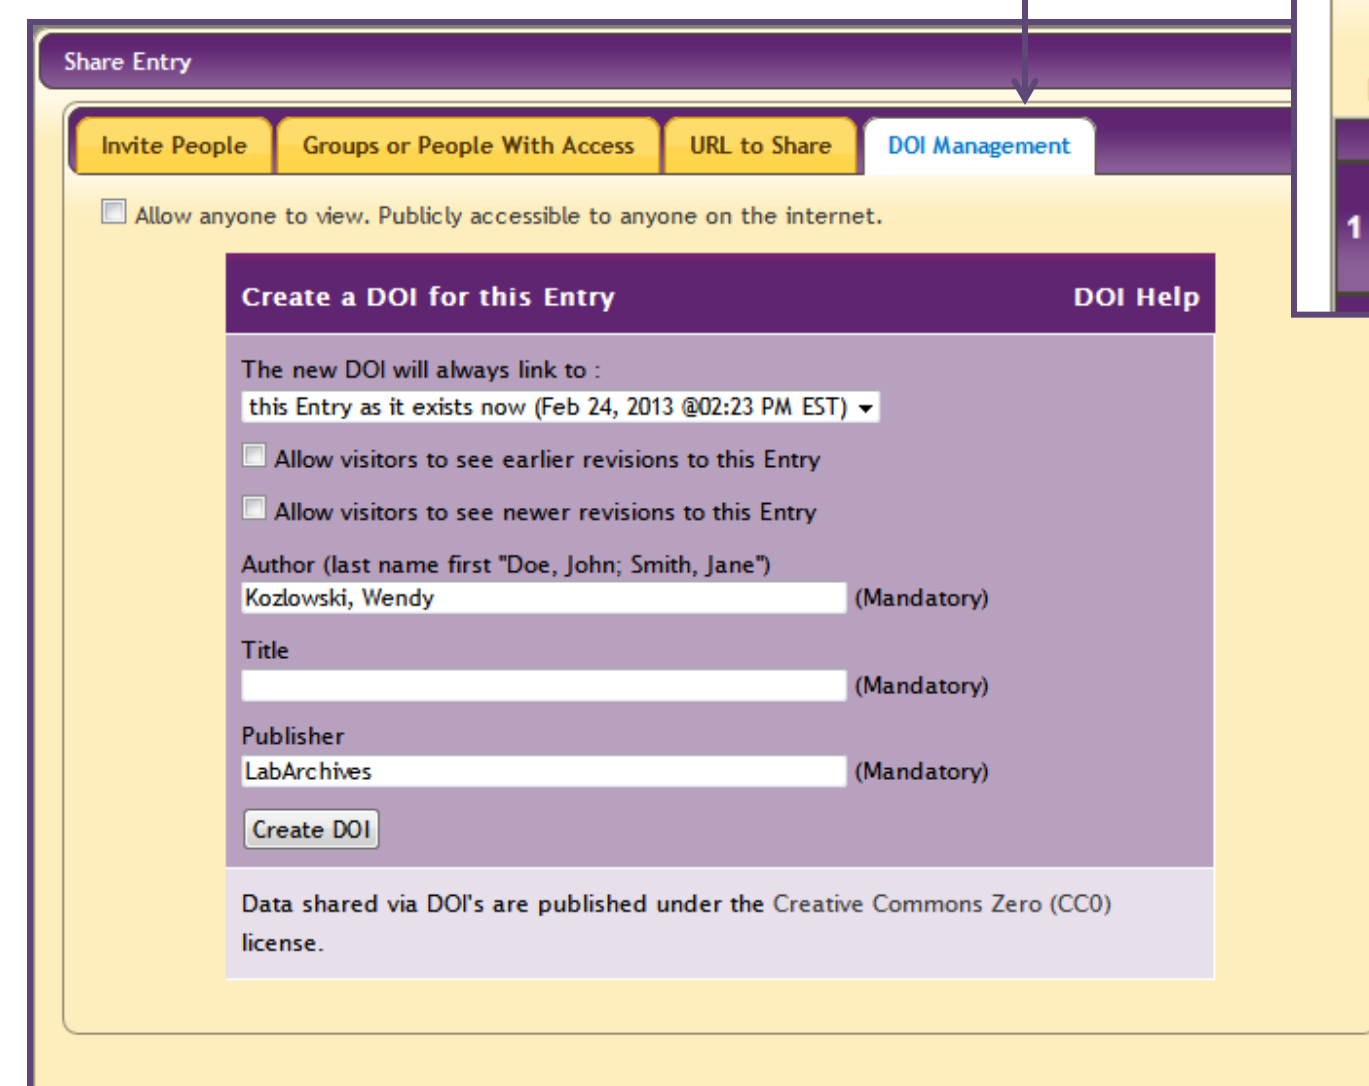 Share Entry
Invite People Groups or People With Access URL to Share DOI Management
Allow anyone to view. Publicly accessible to anyone on the internet.
1
Create a DOI for this Entry DOI Help
The new DOI will always link to :
this Entry as it exists now (Feb 24, 2013 @02:23 PM EST)
Allow visitors to see earlier revisions to this Entry
Allow visitors to see newer revisions to this Entry
Author (last name first "Doe, John; Smith, Jane")
Kozlowski, Wendy (Mandatory)
Title
(Mandatory)
Publisher
LabArchives (Mandatory)
Create DOI
Data shared via DOI's are published under the Creative Commons Zero (CC0)
license.